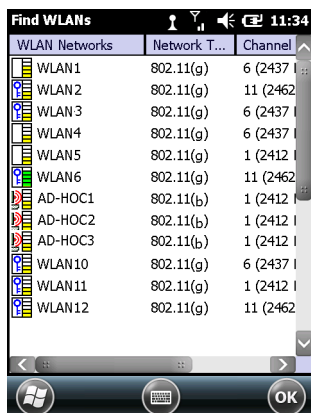 Find WLANs 11:34
WLAN Networks Network T... Channel
WLAN1 802.11(g) 6 (2437
WLAN2 802.11(g) 11 (2462
WLAN3 802.11(g) 6 (2437
WLAN4 802.11(g) 6 (2437
WLAN5 802.11(g) 1 (2412
WLAN6 802.11(g) 11 (2462
AD-HOC1 802.11(b) 1 (2412
AD-HOC2 802.11(b) 1 (2412
AD-HOC3 802.11(b) 1 (2412
WLAN10 802.11(g) 6 (2437
WLAN11 802.11(g) 1 (2412
WLAN12 802.11(g) 11 (2462
OK